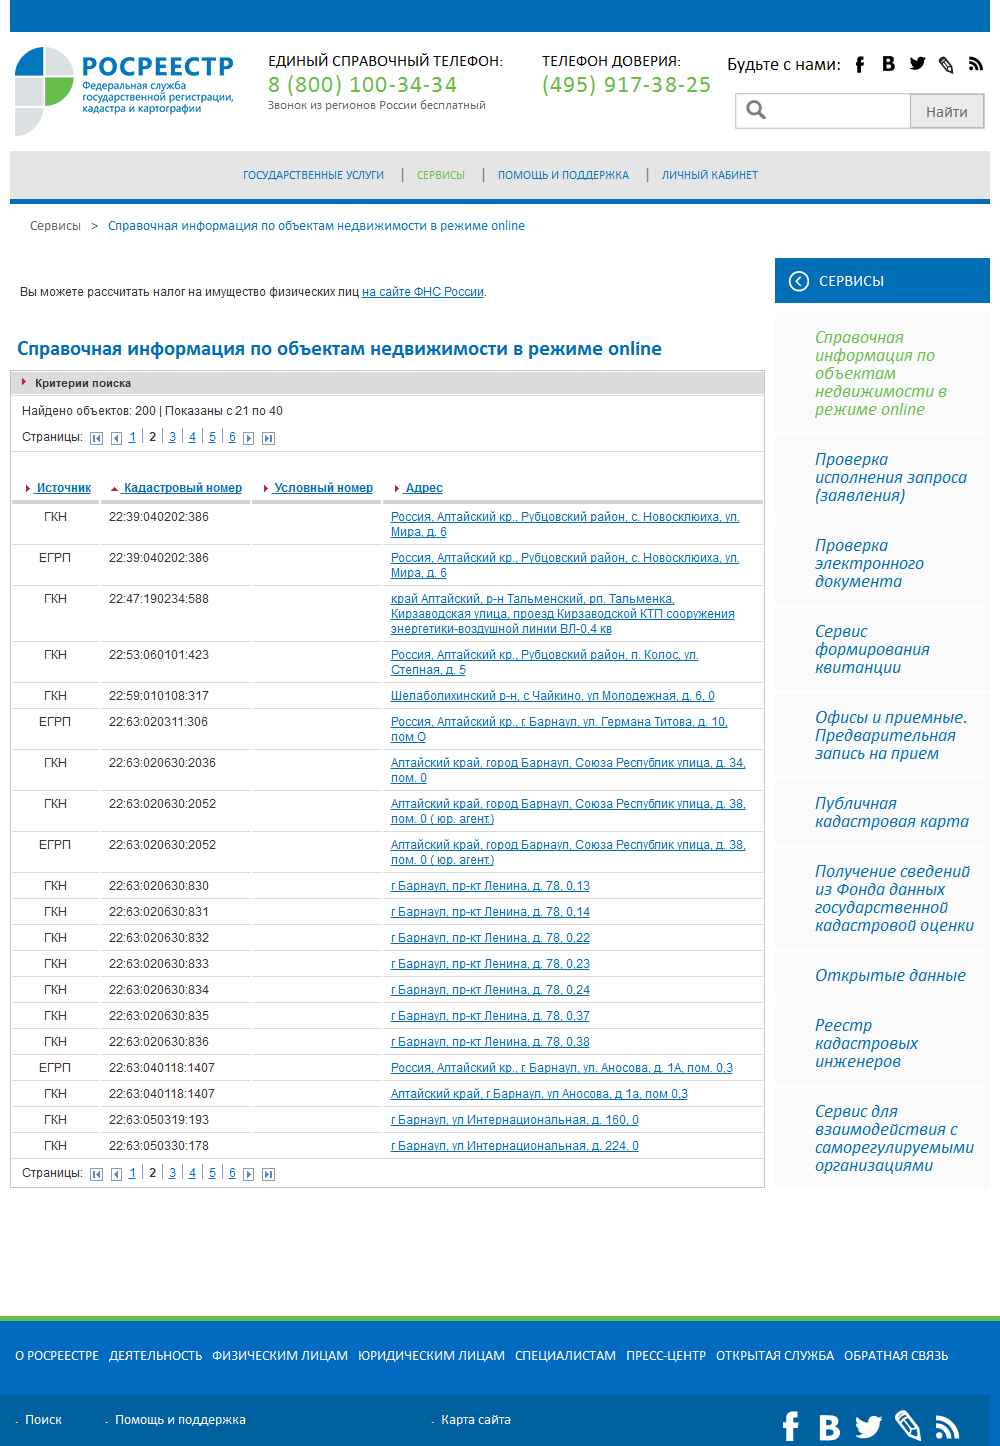 РОСРЕЕСТР
Федеральная служба
государственной регистрации,
кадастра и картографии
ЕДИНЫЙ СПРАВОЧНЫЙ ТЕЛЕФОН:
8 (800) 100-34-34
Звонок из регионов России бесплатный
ТЕЛЕФОН ДОВЕРИЯ:
(495) 917-38-25
Будьте с нами:
Найти
ГОСУДАРСТВЕННЫЕ УСЛУГИ | СЕРВИСЫ | ПОМОЩЬ И ПОДДЕРЖКА | ЛИЧНЫЙ КАБИНЕТ
Сервисы > Справочная информация по объектам недвижимости в режиме online
Вы можете рассчитать налог на имущество физических лиц на сайте ФНС России.
Справочная информация по объектам недвижимости в режиме online
Критерии поиска
Найдено объектов: 200 | Показаны с 21 по 40
Страницы: 1 | 2 | 3 | 4 | 5 | 6
Источник Кадастровый номер Условный номер Адрес
ГКН 22:39:040202:386 Россия, Алтайский кр., Рубцовский район, с. Новосклюиха, ул.
Мира, д. 6
ЕГРП 22:39:040202:386 Россия, Алтайский кр., Рубцовский район, с. Новосклюиха, ул.
Мира, д. 6
ГКН 22:47:190234:588 край Алтайский, р-н Тальменский, рп. Тальменка,
Кирзаводская улица, проезд Кирзаводской КТП сооружения
энергетики-воздушной линии ВЛ-0,4 кв
ГКН 22:53:060101:423 Россия, Алтайский кр., Рубцовский район, п. Колос, ул.
Степная, д. 5
ГКН 22:59:010108:317 Шелаболихинский р-н, с Чайкино, ул Молодежная, д. 6, 0
ЕГРП 22:63:020311:306 Россия, Алтайский кр., г. Барнаул, ул. Германа Титова, д. 10,
пом О
ГКН 22:63:020630:2036 Алтайский край, город Барнаул, Союза Республик улица, д. 34,
пом. 0
ГКН 22:63:020630:2052 Алтайский край, город Барнаул, Союза Республик улица, д. 38,
пом. 0 ( юр. агент.)
ЕГРП 22:63:020630:2052 Алтайский край, город Барнаул, Союза Республик улица, д. 38,
пом. 0 ( юр. агент.)
ГКН 22:63:020630:830 г Барнаул, пр-кт Ленина, д. 78, 0,13
ГКН 22:63:020630:831 г Барнаул, пр-кт Ленина, д. 78, 0,14
ГКН 22:63:020630:832 г Барнаул, пр-кт Ленина, д. 78, 0,22
ГКН 22:63:020630:833 г Барнаул, пр-кт Ленина, д. 78, 0,23
ГКН 22:63:020630:834 г Барнаул, пр-кт Ленина, д. 78, 0,24
ГКН 22:63:020630:835 г Барнаул, пр-кт Ленина, д. 78, 0,37
ГКН 22:63:020630:836 г Барнаул, пр-кт Ленина, д. 78, 0,38
ЕГРП 22:63:040118:1407 Россия, Алтайский кр., г. Барнаул, ул. Аносова, д. 1А, пом. 0,3
ГКН 22:63:040118:1407 Алтайский край, г Барнаул, ул Аносова, д 1а, пом 0,3
ГКН 22:63:050319:193 г Барнаул, ул Интернациональная, д. 160, 0
ГКН 22:63:050330:178 г Барнаул, ул Интернациональная, д. 224, 0
Страницы: 1 | 2 | 3 | 4 | 5 | 6
СЕРВИСЫ
Справочная
информация по
объектам
недвижимости в
режиме online
Проверка
исполнения запроса
(заявления)
Проверка
электронного
документа
Сервис
формирования
квитанции
Офисы и приемные.
Предварительная
запись на прием
Публичная
кадастровая карта
Получение сведений
из Фонда данных
государственной
кадастровой оценки
Открытые данные
Реестр
кадастровых
инженеров
Сервис для
взаимодействия с
саморегулируемыми
организациями
О РОСРЕЕСТРЕ ДЕЯТЕЛЬНОСТЬ ФИЗИЧЕСКИМ ЛИЦАМ ЮРИДИЧЕСКИМ ЛИЦАМ СПЕЦИАЛИСТАМ ПРЕСС-ЦЕНТР ОТКРЫТАЯ СЛУЖБА ОБРАТНАЯ СВЯЗЬ
Поиск Помощь и поддержка Карта сайта